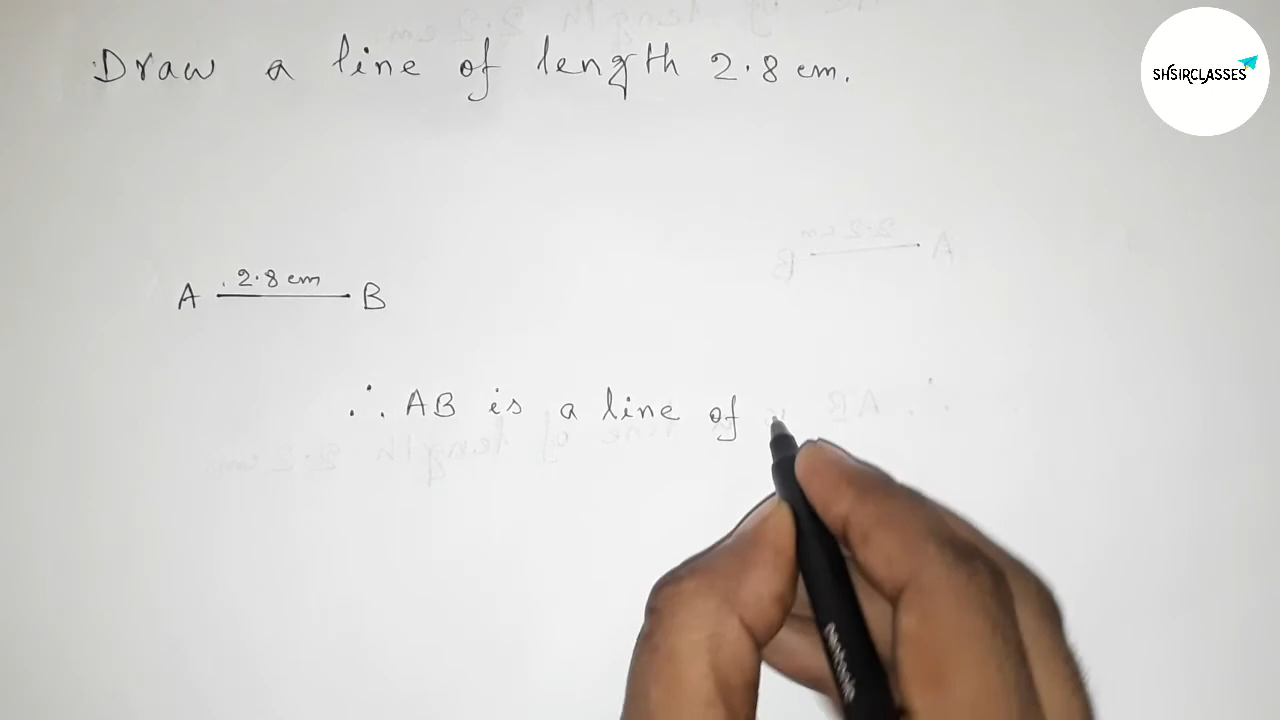 Draw a line of length 2.8 cm.
SHSIRCLASSES
2.8 cm
A B
∴ AB is a line of